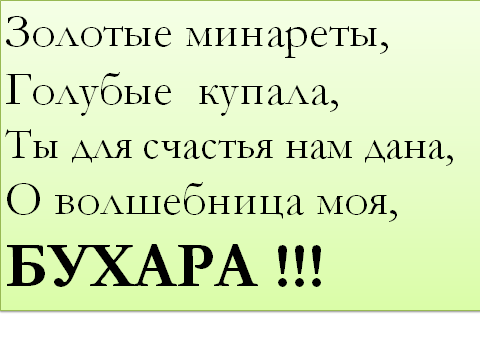 Золотые минареты,
Голубые купала,
Ты для счастья нам дана,
О волшебница моя,
БУХАРА !!!